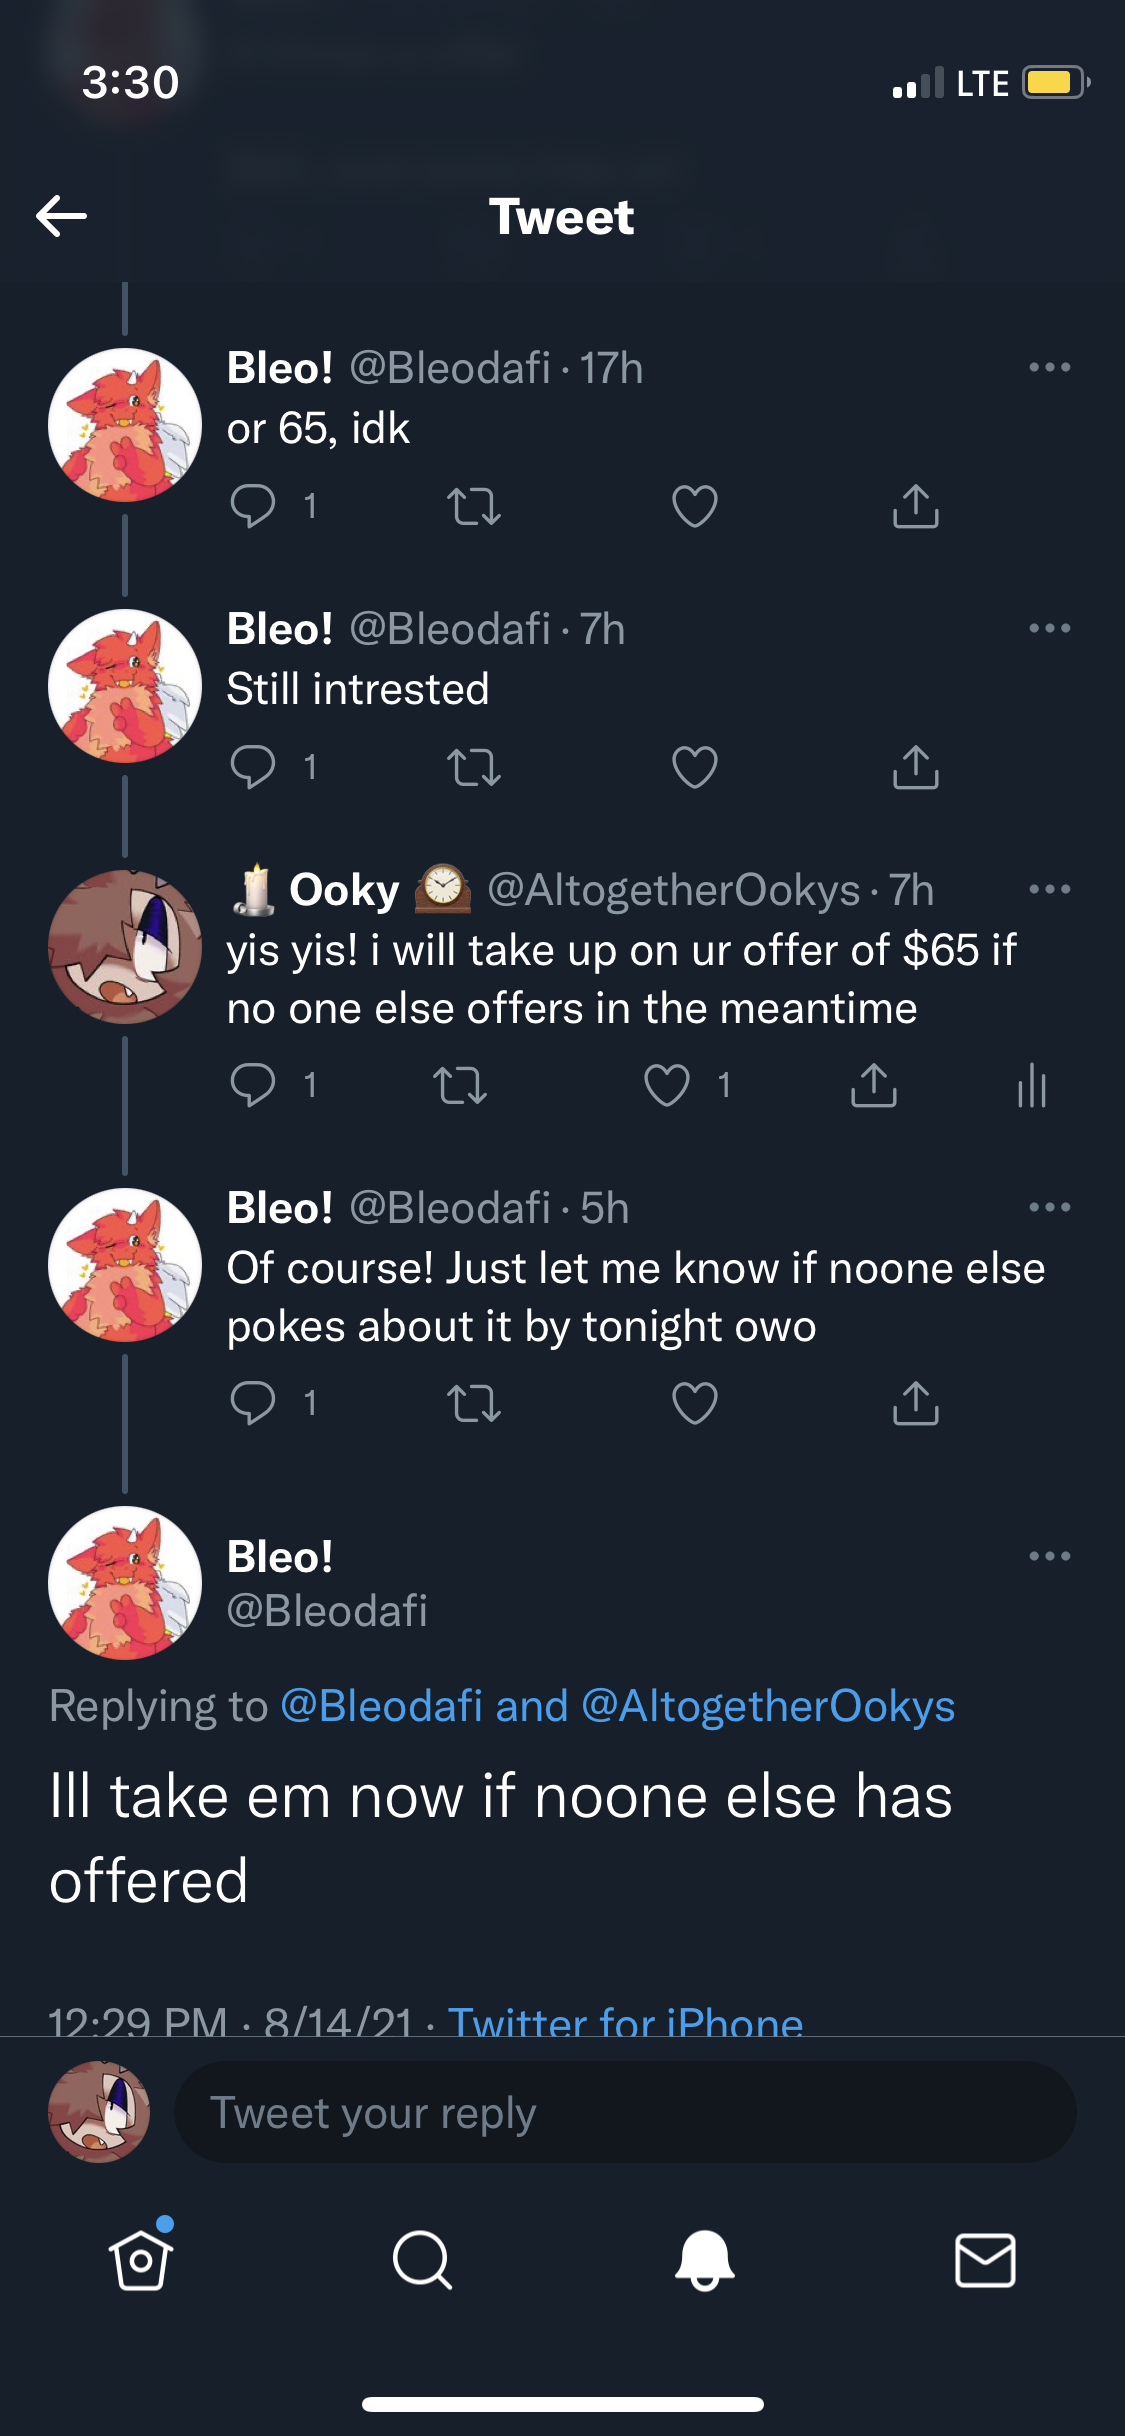 3:30
LTE
Tweet
Bleo! @Bleodafi · 17h
or 65, idk
1
Bleo! @Bleodafi · 7h
Still intrested
1
Ooky @AltogetherOokys · 7h
yis yis! i will take up on ur offer of $65 if
no one else offers in the meantime
1 1
Bleo! @Bleodafi · 5h
Of course! Just let me know if noone else
pokes about it by tonight owo
1
Bleo!
@Bleodafi
Replying to @Bleodafi and @AltogetherOokys
Ill take em now if noone else has
offered
12:29 PM · 8/14/21 · Twitter for iPhone
Tweet your reply